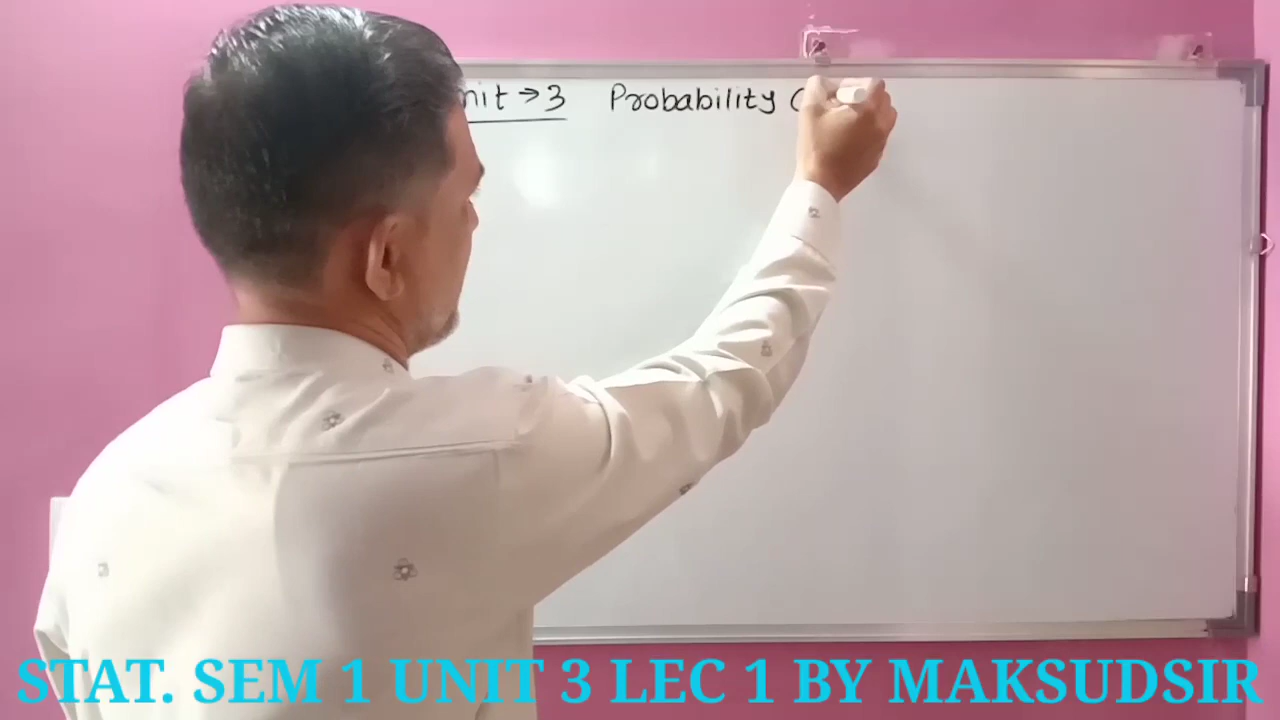 nit → 3 Probability
STAT. SEM 1 UNIT 3 LEC 1 BY MAKSUDSIR